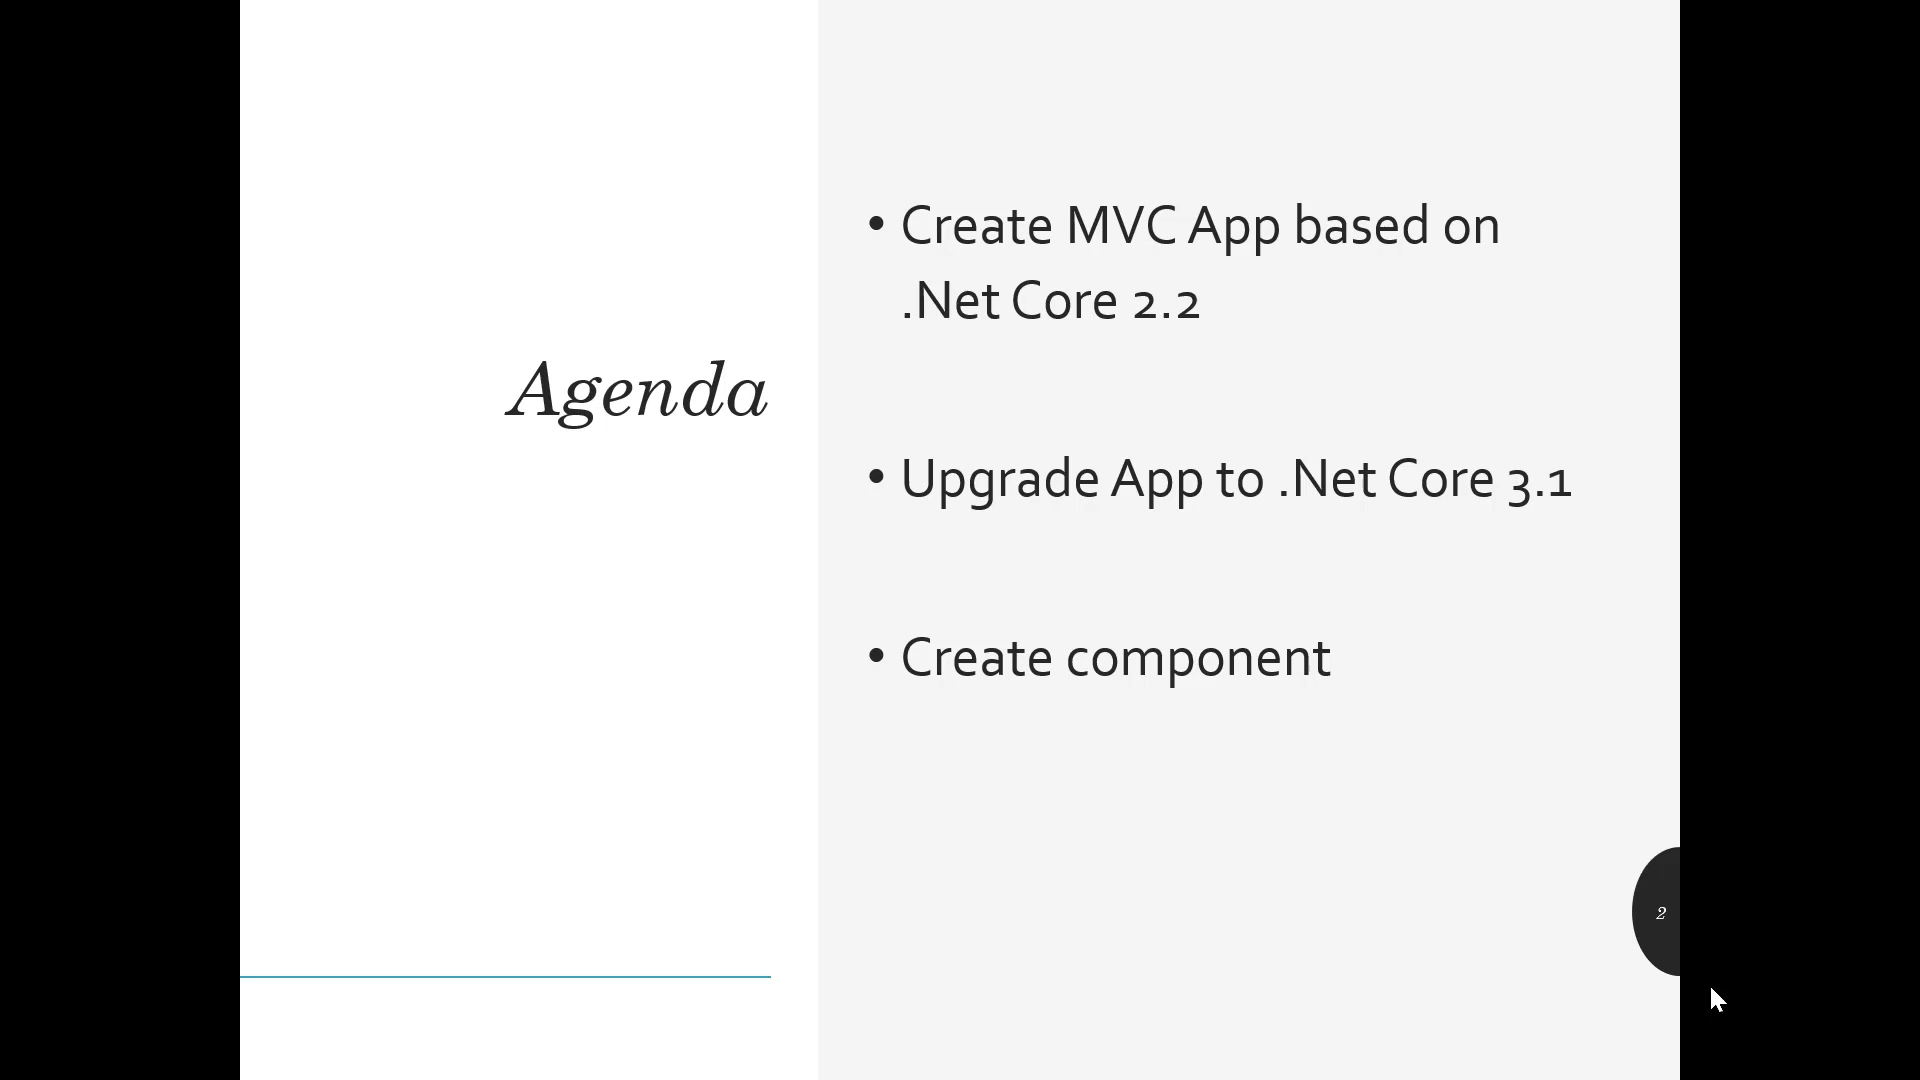 Agenda
• Create MVC App based on
.Net Core 2.2
• Upgrade App to .Net Core 3.1
• Create component
2